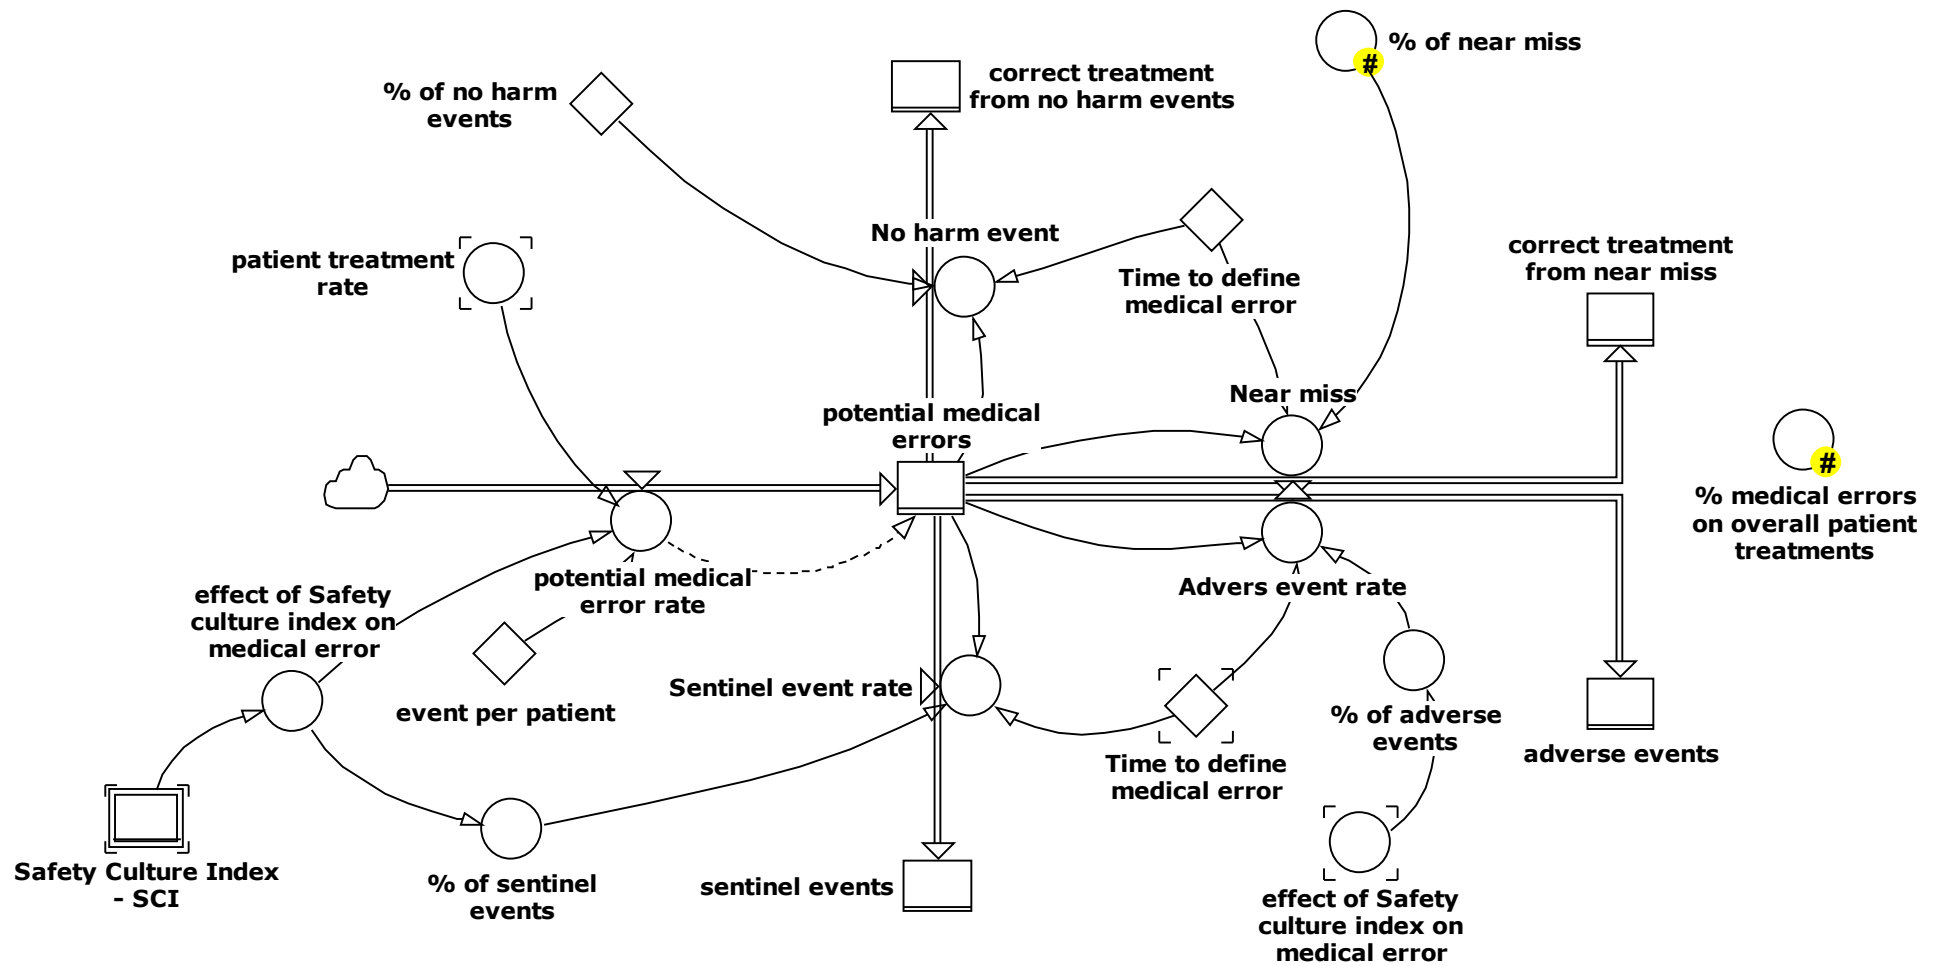 % of near miss
#
% of no harm
events
correct treatment
from no harm events
No harm event
patient treatment
rate
Time to define
medical error
correct treatment
from near miss
Near miss
potential medical
errors
#
% medical errors
on overall patient
treatments
potential medical
error rate
effect of Safety
culture index on
medical error
Advers event rate
event per patient
Sentinel event rate
% of adverse
events
adverse events
Time to define
medical error
Safety Culture Index
- SCI
% of sentinel
events
sentinel events
effect of Safety
culture index on
medical error